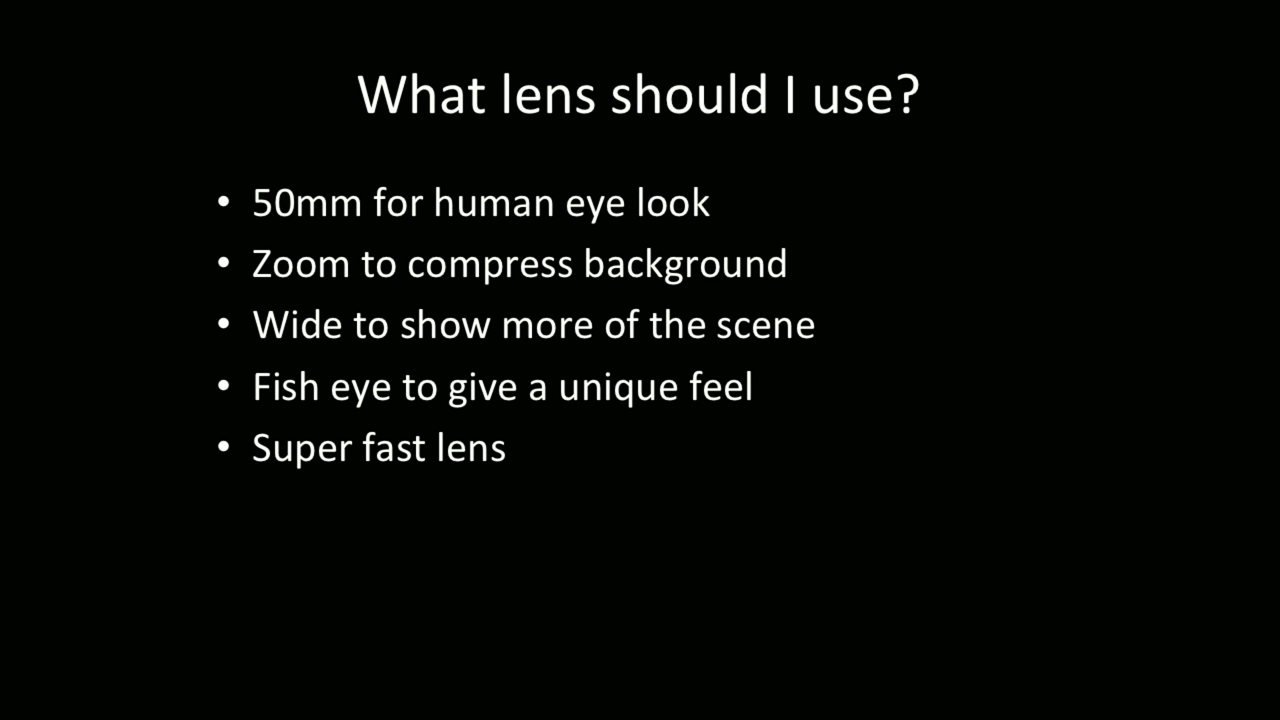 What lens should I use?
• 50mm for human eye look
• Zoom to compress background
• Wide to show more of the scene
• Fish eye to give a unique feel
• Super fast lens